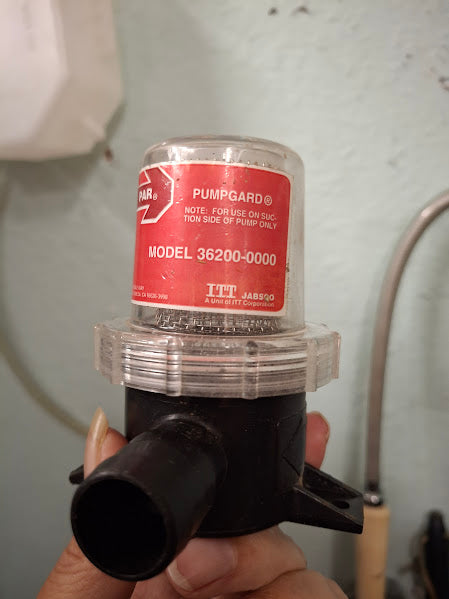 PAR®
PUMPGARD®
NOTE: FOR USE ON SUC-
TION SIDE OF PUMP ONLY
MODEL 36200-0000
ITT JABSCO
A Unit of ITT Corporation